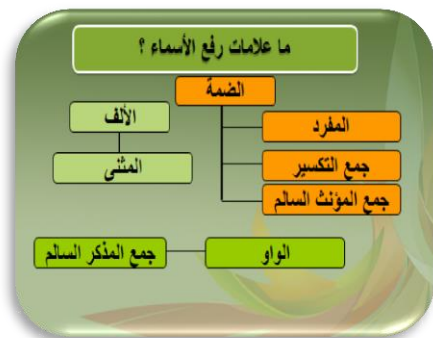 ما علامات رفع الأسماء ؟
الضمة
المفرد
جمع التكسير
جمع المؤنث السالم
الألف
المثنى
الواو
جمع المذكر السالم